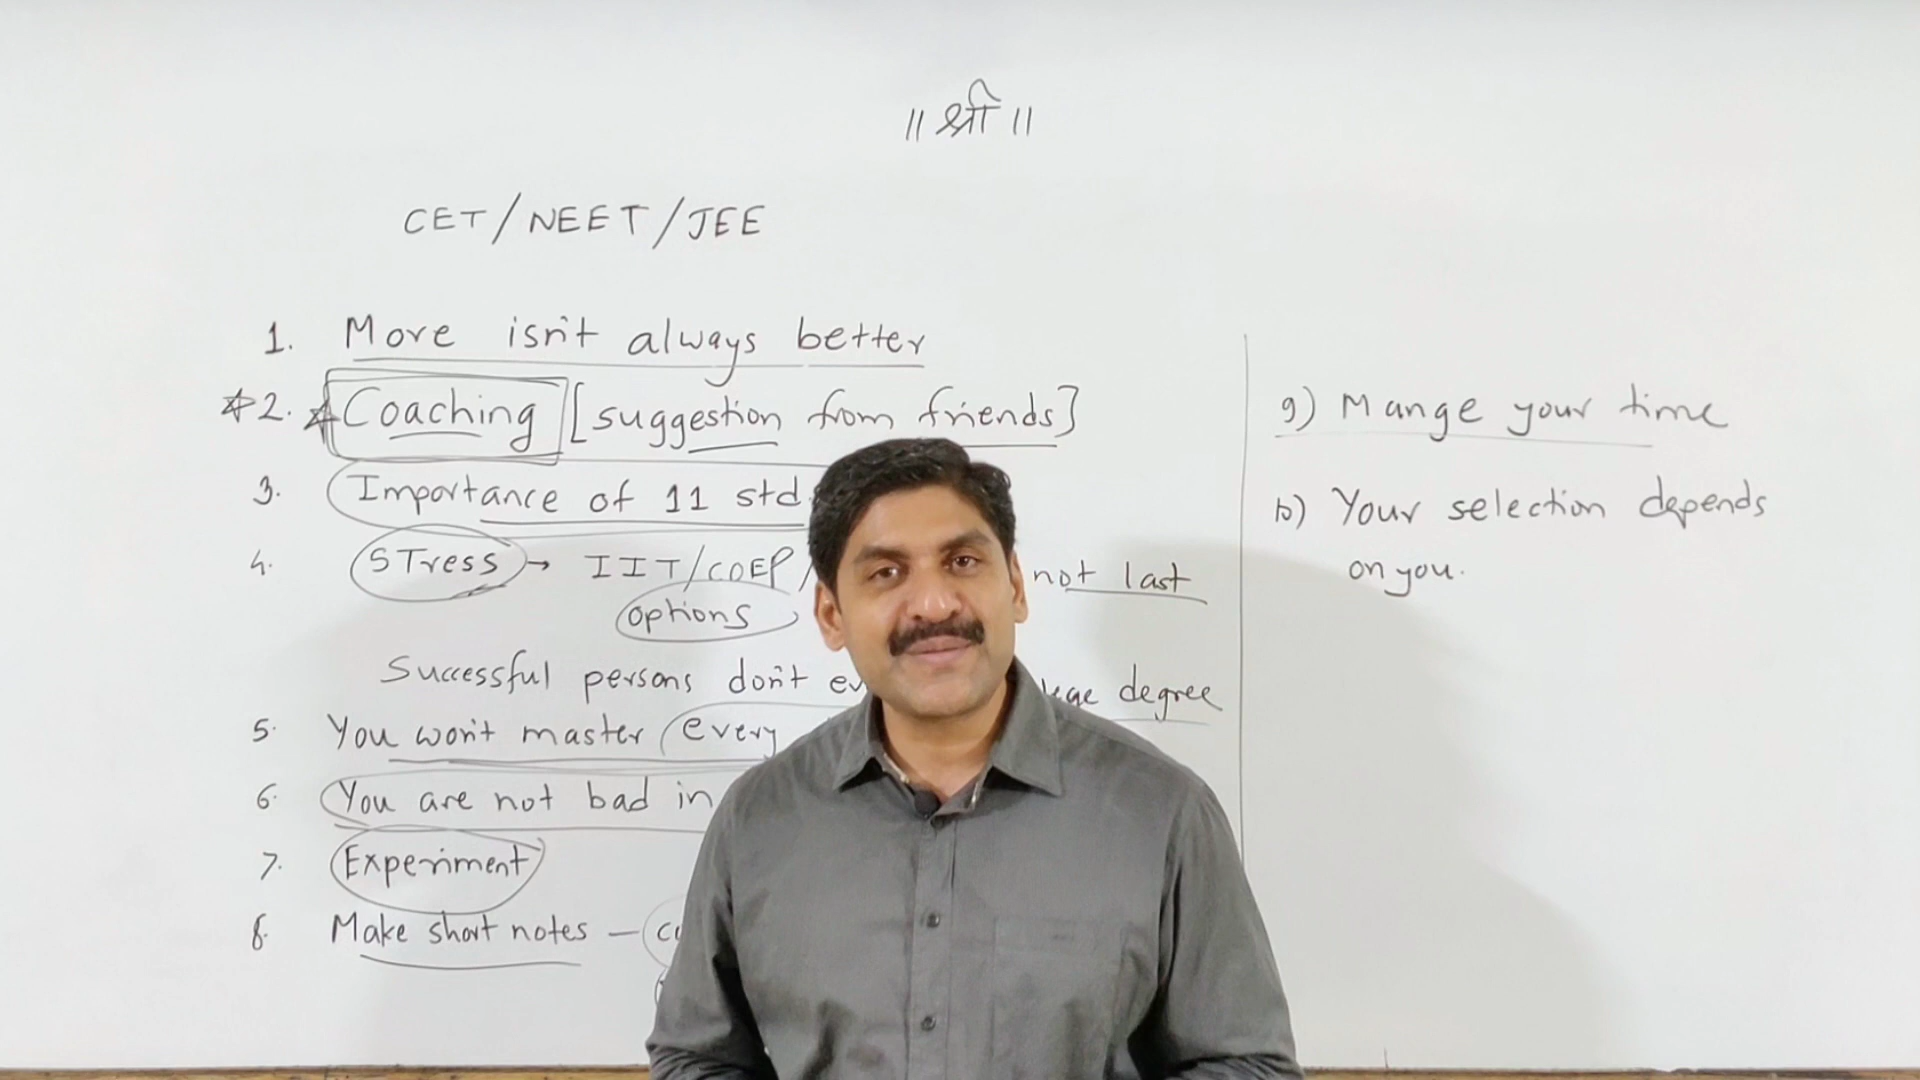 ॥ श्री ॥
CET/NEET/JEE
1. More isn't always better
2. Coaching [suggestion from friends]
3. Importance of 11 std
4. STress → IIT/COEP/ not last
options
Successful persons don't degree
5. You won't master every
6. You are not bad in
7. Experiment
8. Make short notes —
9) Mange your time
10) Your selection depends
on you.